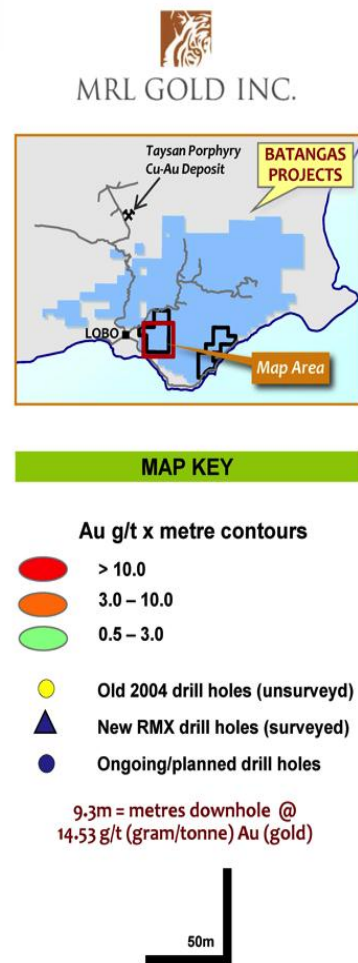 MRL GOLD INC.
Taysan Porphyry
Cu-Au Deposit
BATANGAS
PROJECTS
LOBO
Map Area
MAP KEY
Au g/t x metre contours
> 10.0
3.0 – 10.0
0.5 – 3.0
Old 2004 drill holes (unsurveyd)
New RMX drill holes (surveyed)
Ongoing/planned drill holes
9.3m = metres downhole @
14.53 g/t (gram/tonne) Au (gold)
50m